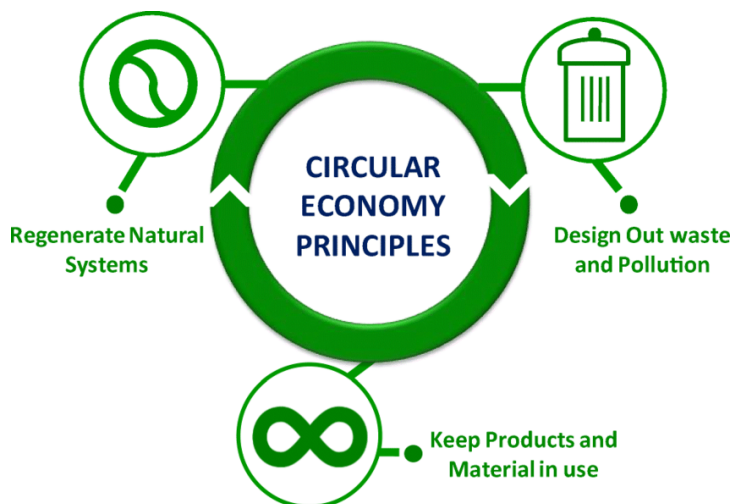 CIRCULAR
ECONOMY
PRINCIPLES
Regenerate Natural
Systems
Design Out waste
and Pollution
Keep Products and
Material in use